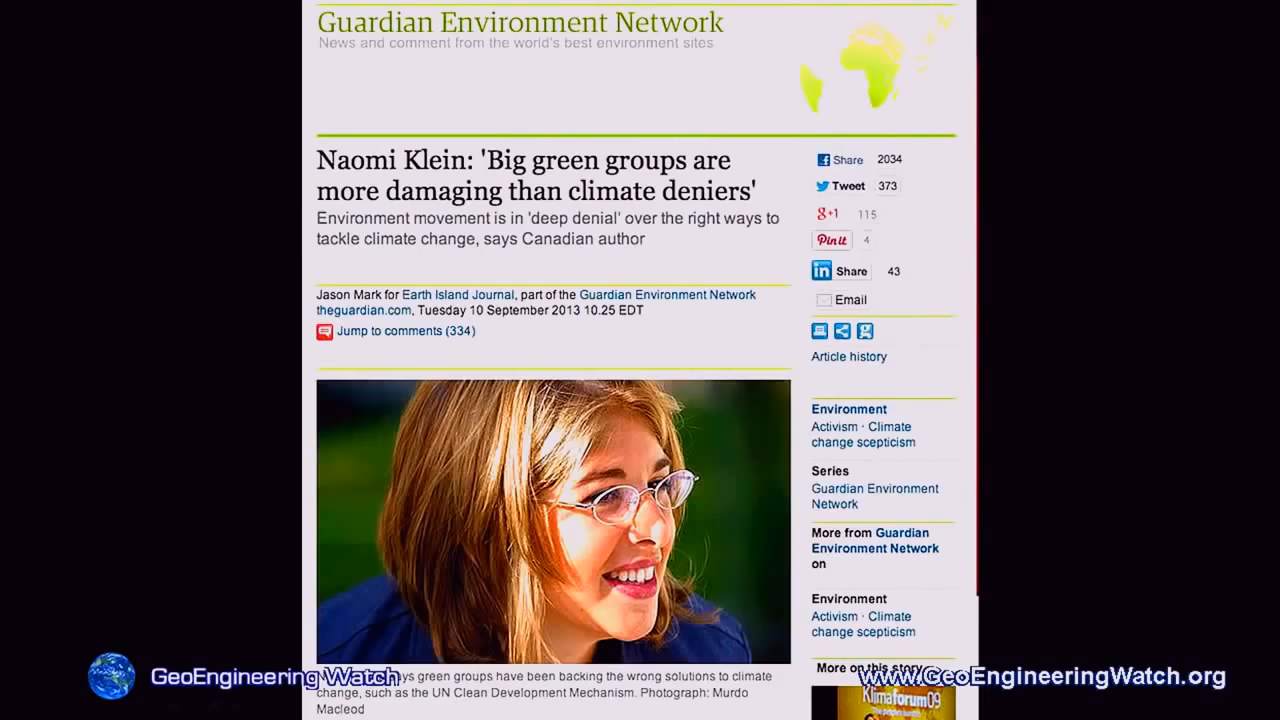 Guardian Environment Network
News and comment from the world's best environment sites
Naomi Klein: 'Big green groups are
more damaging than climate deniers'
Environment movement is in 'deep denial' over the right ways to
tackle climate change, says Canadian author
Jason Mark for Earth Island Journal, part of the Guardian Environment Network
theguardian.com, Tuesday 10 September 2013 10.25 EDT
Jump to comments (334)
Share 2034
Tweet 373
g+1 115
Pin it 4
in Share 43
Email
Article history
Environment
Activism · Climate
change scepticism
Series
Guardian Environment
Network
More from Guardian
Environment Network
on
Environment
Activism · Climate
change scepticism
More on this story
Klimaforum09
green groups have been backing the wrong solutions to climate
change, such as the UN Clean Development Mechanism. Photograph: Murdo
Macleod
GeoEngineering Watch
www.GeoEngineeringWatch.org